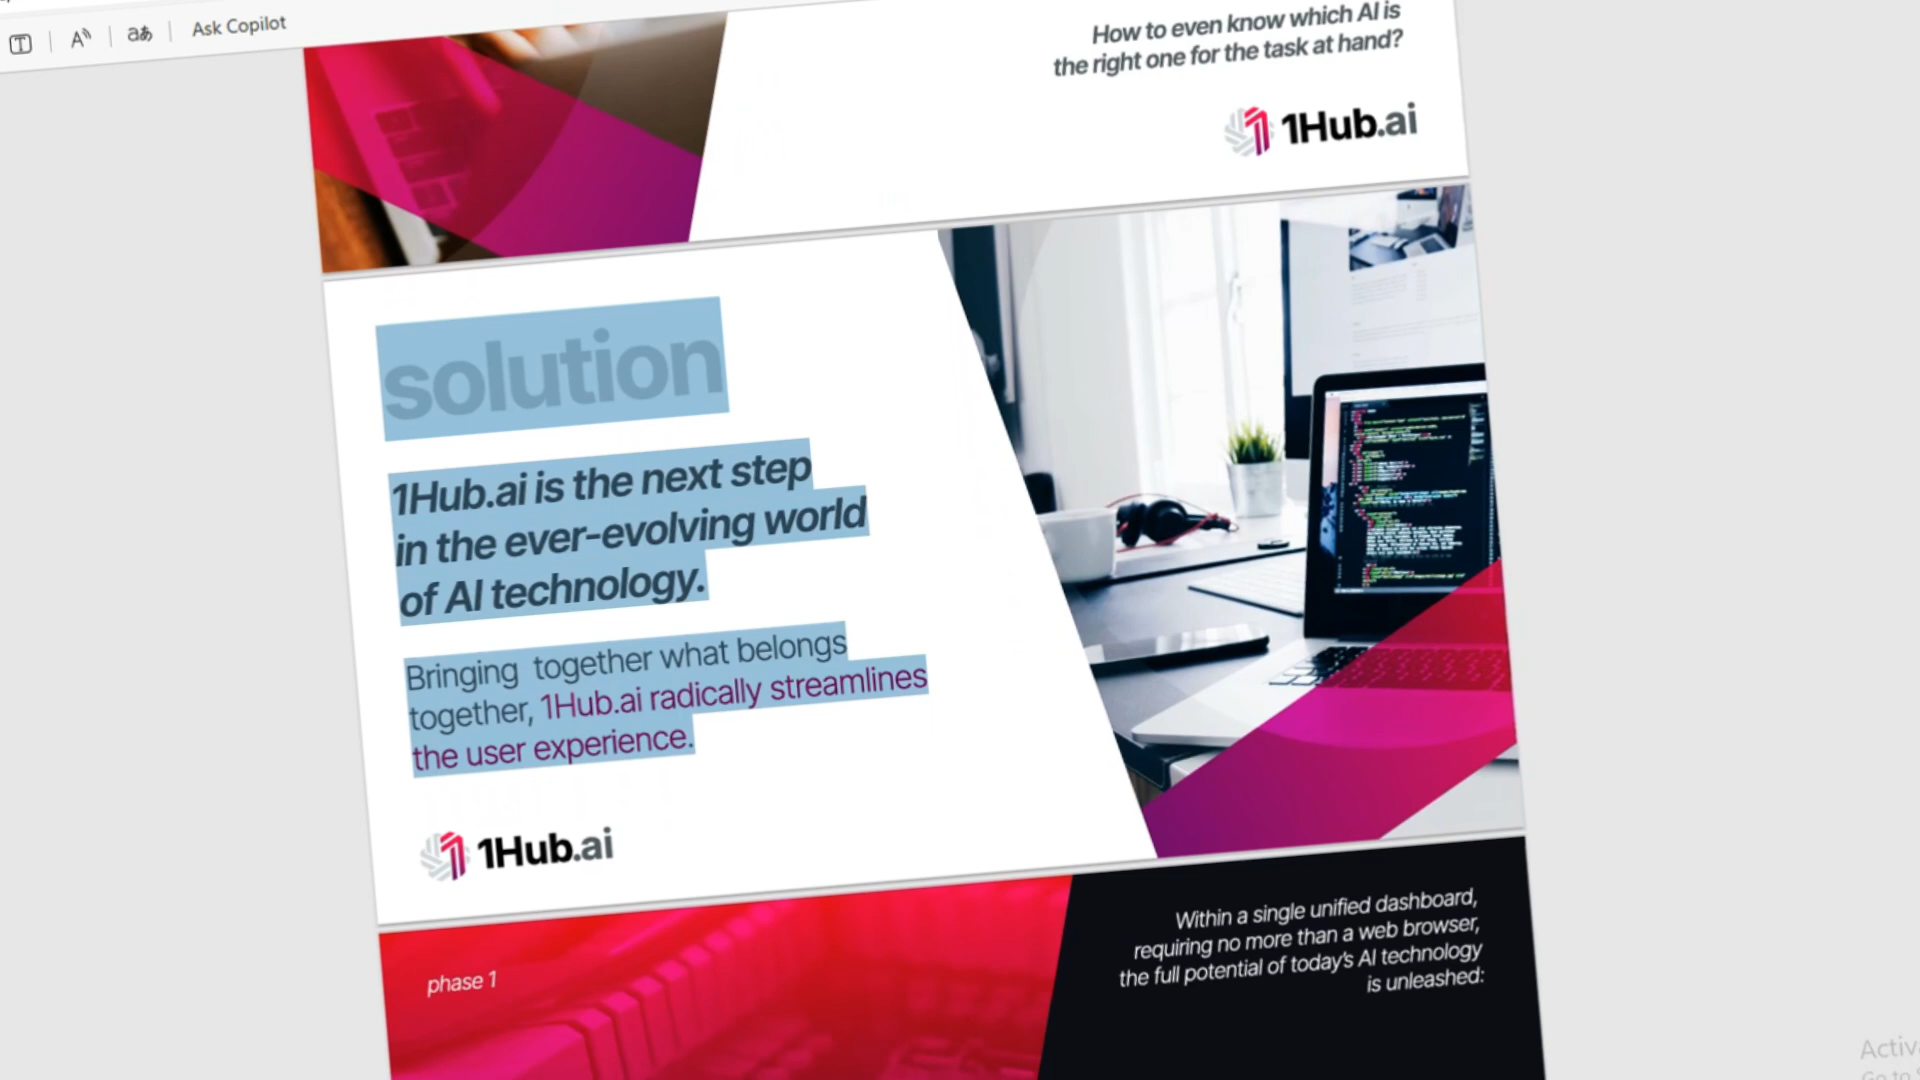 Ask Copilot
How to even know which AI is
the right one for the task at hand?
1Hub.ai
solution
1Hub.ai is the next step
in the ever-evolving world
of AI technology.
Bringing together what belongs
together, 1Hub.ai radically streamlines
the user experience.
1Hub.ai
phase 1
Within a single unified dashboard,
requiring no more than a web browser,
the full potential of today's AI technology
is unleashed: